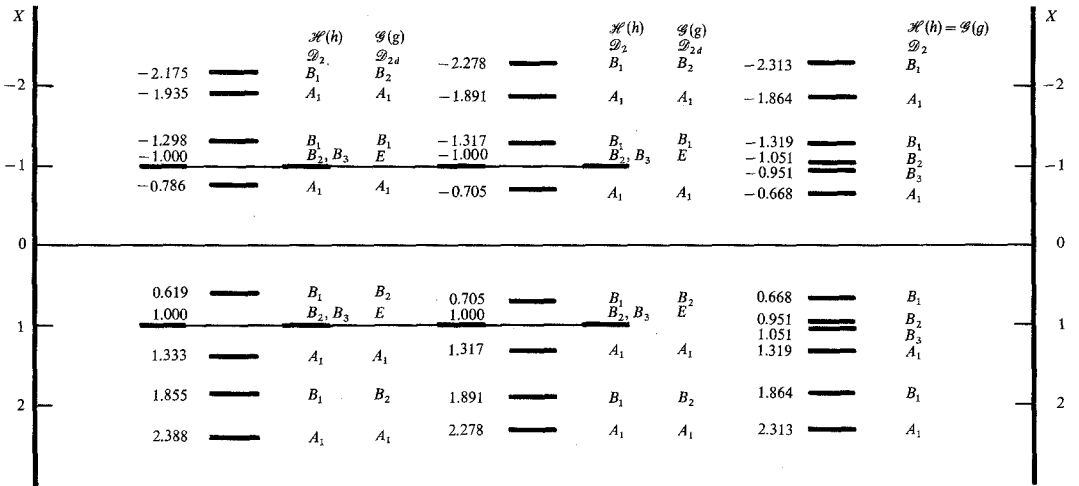 X X
ℋ(h) 𝒢(g) ℋ(h) 𝒢(g) ℋ(h) = 𝒢(g)
𝒟₂ 𝒟₂d 𝒟₂ 𝒟₂d 𝒟₂
−2.175 B₁ B₂ −2.278 B₁ B₂ −2.313 B₁
−2 −2
−1.935 A₁ A₁ −1.891 A₁ A₁ −1.864 A₁
−1.298 B₁ B₁ −1.317 B₁ B₁ −1.319 B₁
−1.000 B₂, B₃ E −1.000 B₂, B₃ E −1.051 B₂
−1 −1
−0.951 B₃
−0.786 A₁ A₁ −0.705 A₁ A₁ −0.668 A₁
0 0
0.619 B₁ B₂ 0.705 B₁ B₂ 0.668 B₁
1.000 B₂, B₃ E 1.000 B₂, B₃ E 0.951 B₂
1 1
1.051 B₃
1.333 A₁ A₁ 1.317 A₁ A₁ 1.319 A₁
1.855 B₁ B₂ 1.891 B₁ B₂ 1.864 B₁
2 2
2.388 A₁ A₁ 2.278 A₁ A₁ 2.313 A₁